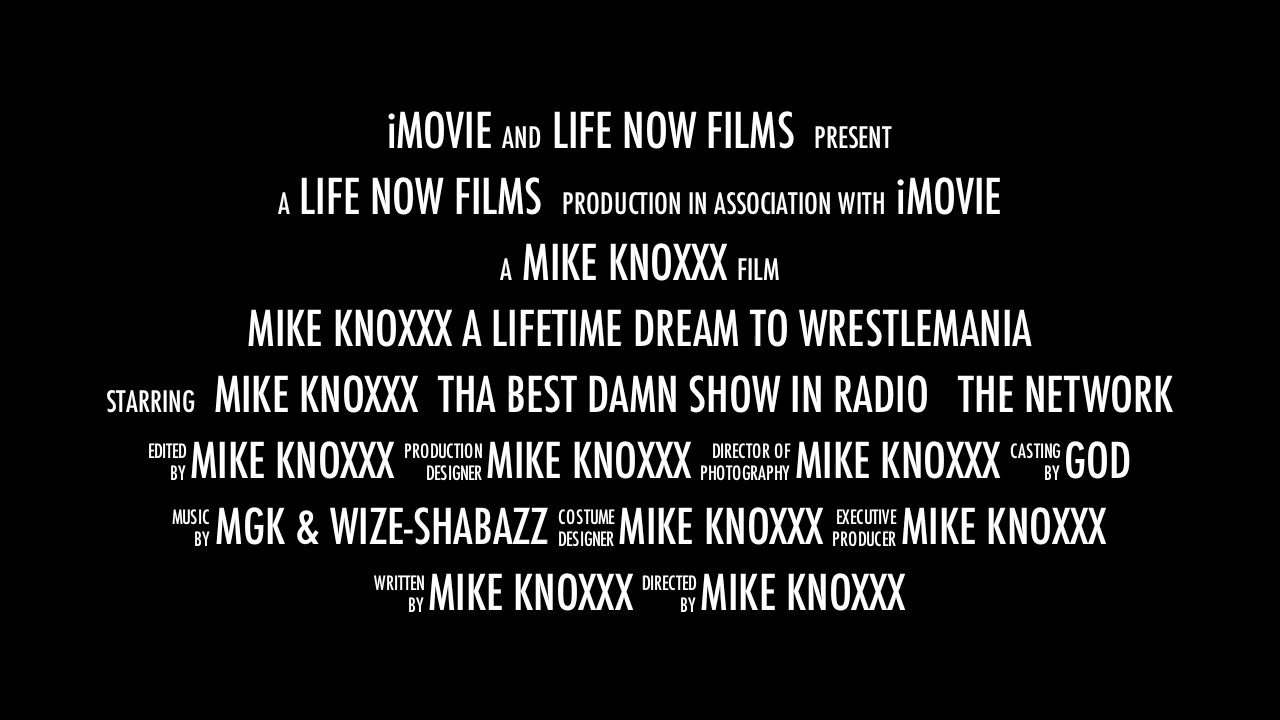 iMOVIE AND LIFE NOW FILMS PRESENT
A LIFE NOW FILMS PRODUCTION IN ASSOCIATION WITH iMOVIE
A MIKE KNOXXX FILM
MIKE KNOXXX A LIFETIME DREAM TO WRESTLEMANIA
STARRING MIKE KNOXXX THA BEST DAMN SHOW IN RADIO THE NETWORK
EDITED BY MIKE KNOXXX PRODUCTION DESIGNER MIKE KNOXXX DIRECTOR OF PHOTOGRAPHY MIKE KNOXXX CASTING BY GOD
MUSIC BY MGK & WIZE-SHABAZZ COSTUME DESIGNER MIKE KNOXXX EXECUTIVE PRODUCER MIKE KNOXXX
WRITTEN BY MIKE KNOXXX DIRECTED BY MIKE KNOXXX